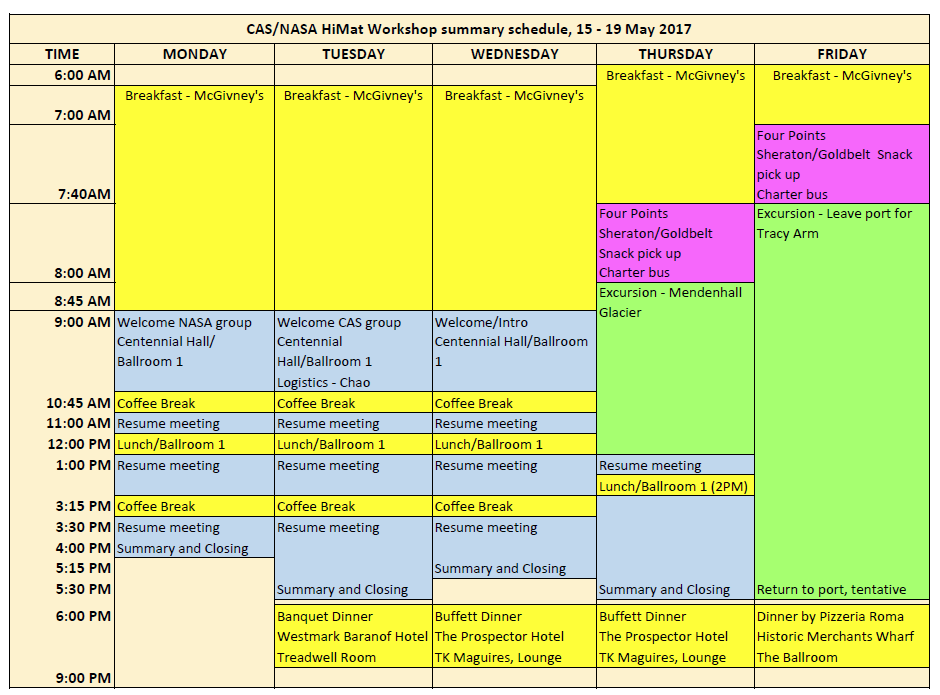 CAS/NASA HiMat Workshop summary schedule, 15 - 19 May 2017
TIME MONDAY TUESDAY WEDNESDAY THURSDAY FRIDAY
6:00 AM Breakfast - McGivney's Breakfast - McGivney's
Breakfast - McGivney's Breakfast - McGivney's Breakfast - McGivney's
7:00 AM
Four Points
Sheraton/Goldbelt Snack
pick up
7:40AM Charter bus
Four Points Excursion - Leave port for
Sheraton/Goldbelt Tracy Arm
Snack pick up
8:00 AM Charter bus
8:45 AM Excursion - Mendenhall
Glacier
9:00 AM Welcome NASA group Welcome CAS group Welcome/Intro
Centennial Hall/ Centennial Centennial Hall/Ballroom
Ballroom 1 Hall/Ballroom 1 1
Logistics - Chao
10:45 AM Coffee Break Coffee Break Coffee Break
11:00 AM Resume meeting Resume meeting Resume meeting
12:00 PM Lunch/Ballroom 1 Lunch/Ballroom 1 Lunch/Ballroom 1
1:00 PM Resume meeting Resume meeting Resume meeting Resume meeting
Lunch/Ballroom 1 (2PM)
3:15 PM Coffee Break Coffee Break Coffee Break
3:30 PM Resume meeting Resume meeting Resume meeting
4:00 PM Summary and Closing
5:15 PM Summary and Closing
5:30 PM Summary and Closing Summary and Closing Return to port, tentative
6:00 PM Banquet Dinner Buffett Dinner Buffett Dinner Dinner by Pizzeria Roma
Westmark Baranof Hotel The Prospector Hotel The Prospector Hotel Historic Merchants Wharf
Treadwell Room TK Maguires, Lounge TK Maguires, Lounge The Ballroom
9:00 PM